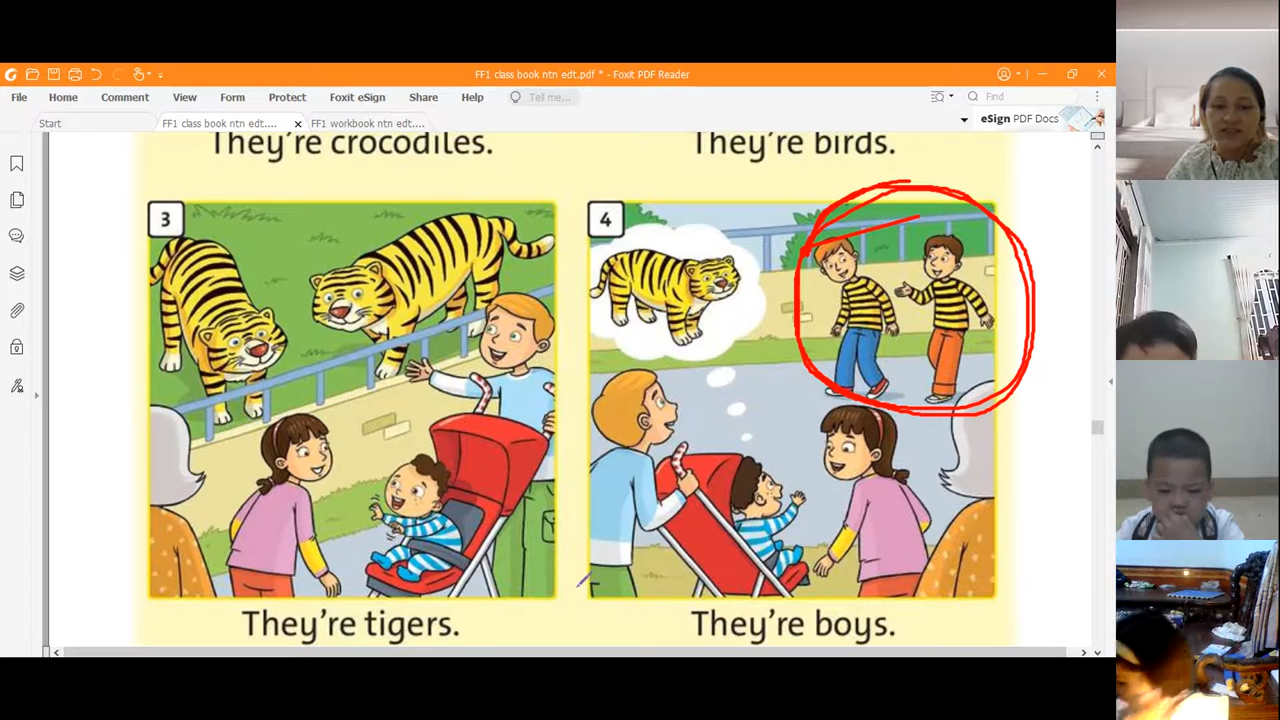 FF1 class book ntn edt.pdf * - Foxit PDF Reader
File Home Comment View Form Protect Foxit eSign Share Help Tell me... Find
Start FF1 class book ntn edt.... FF1 workbook ntn edt.... eSign PDF Docs
They're crocodiles. They're birds.
3 4
They're tigers. They're boys.